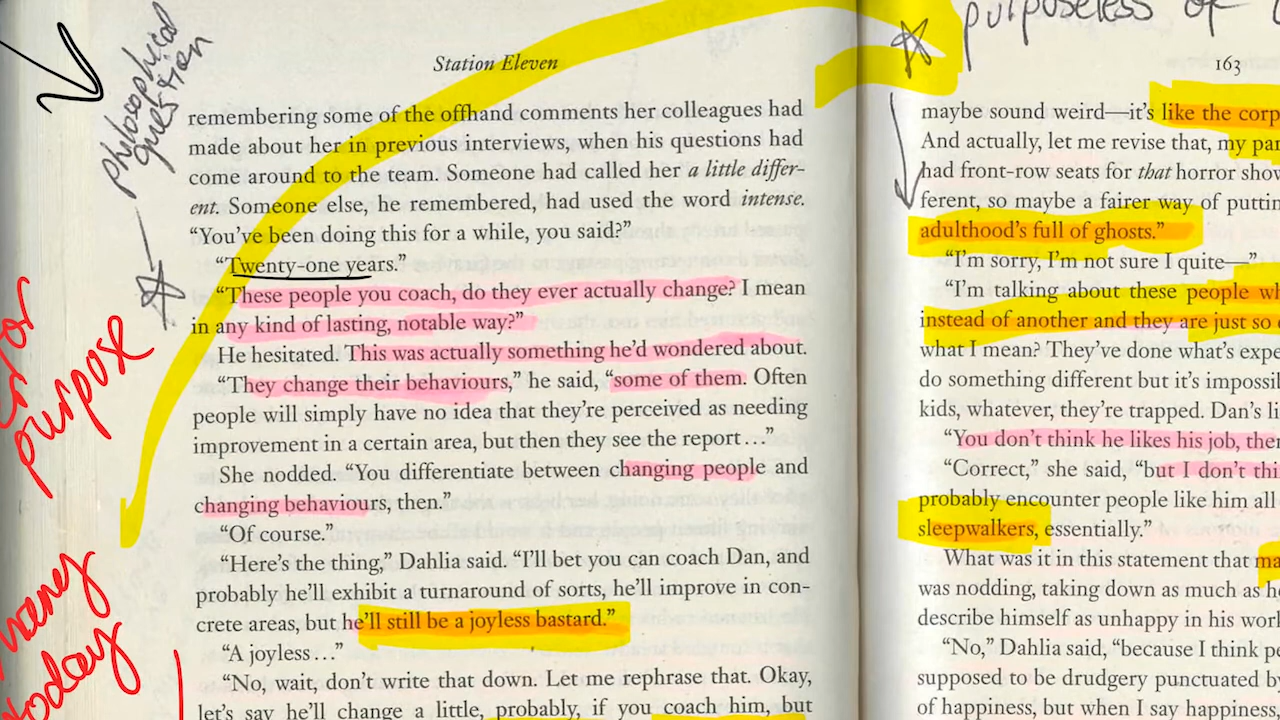 philosophical
question
purpose
today
Station Eleven
remembering some of the offhand comments her colleagues had
made about her in previous interviews, when his questions had
come around to the team. Someone had called her a little differ-
ent. Someone else, he remembered, had used the word intense.
“You’ve been doing this for a while, you said?”
“Twenty-one years.”
“These people you coach, do they ever actually change? I mean
in any kind of lasting, notable way?”
He hesitated. This was actually something he’d wondered about.
“They change their behaviours,” he said, “some of them. Often
people will simply have no idea that they’re perceived as needing
improvement in a certain area, but then they see the report…”
She nodded. “You differentiate between changing people and
changing behaviours, then.”
“Of course.”
“Here’s the thing,” Dahlia said. “I’ll bet you can coach Dan, and
probably he’ll exhibit a turnaround of sorts, he’ll improve in con-
crete areas, but he’ll still be a joyless bastard.”
“A joyless…”
“No, wait, don’t write that down. Let me rephrase that. Okay,
let’s say he’ll change a little, probably, if you coach him, but
purposeless of
163
maybe sound weird—it’s like the corp
And actually, let me revise that, my par
had front-row seats for that horror show
ferent, so maybe a fairer way of puttin
adulthood’s full of ghosts.”
“I’m sorry, I’m not sure I quite—”
“I’m talking about these people wh
instead of another and they are just so
what I mean? They’ve done what’s expe
do something different but it’s impossi
kids, whatever, they’re trapped. Dan’s li
“You don’t think he likes his job, then
“Correct,” she said, “but I don’t thi
probably encounter people like him all
sleepwalkers, essentially.”
What was it in this statement that ma
was nodding, taking down as much as he
describe himself as unhappy in his work
“No,” Dahlia said, “because I think pe
supposed to be drudgery punctuated by
of happiness, but when I say happiness,